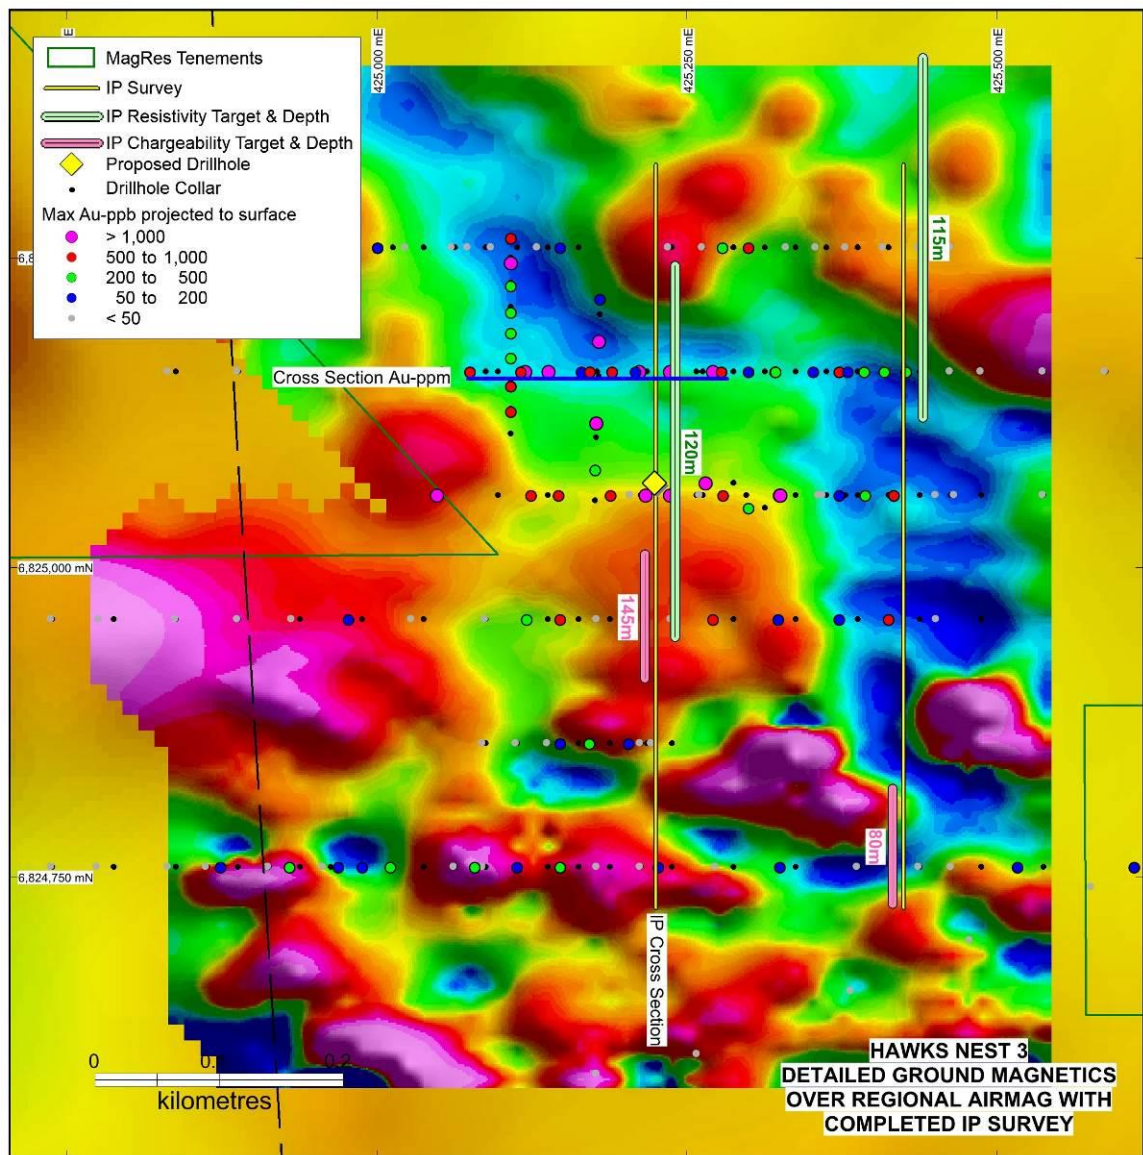 425,000 mE
425,250 mE
425,500 mE
MagRes Tenements
IP Survey
IP Resistivity Target & Depth
IP Chargeability Target & Depth
Proposed Drillhole
Drillhole Collar
Max Au-ppb projected to surface
> 1,000
500 to 1,000
200 to 500
50 to 200
< 50
115m
Cross Section Au-ppm
120m
6,825,000 mN
145m
80m
6,824,750 mN
IP Cross Section
0
0.2
kilometres
HAWKS NEST 3
DETAILED GROUND MAGNETICS
OVER REGIONAL AIRMAG WITH
COMPLETED IP SURVEY